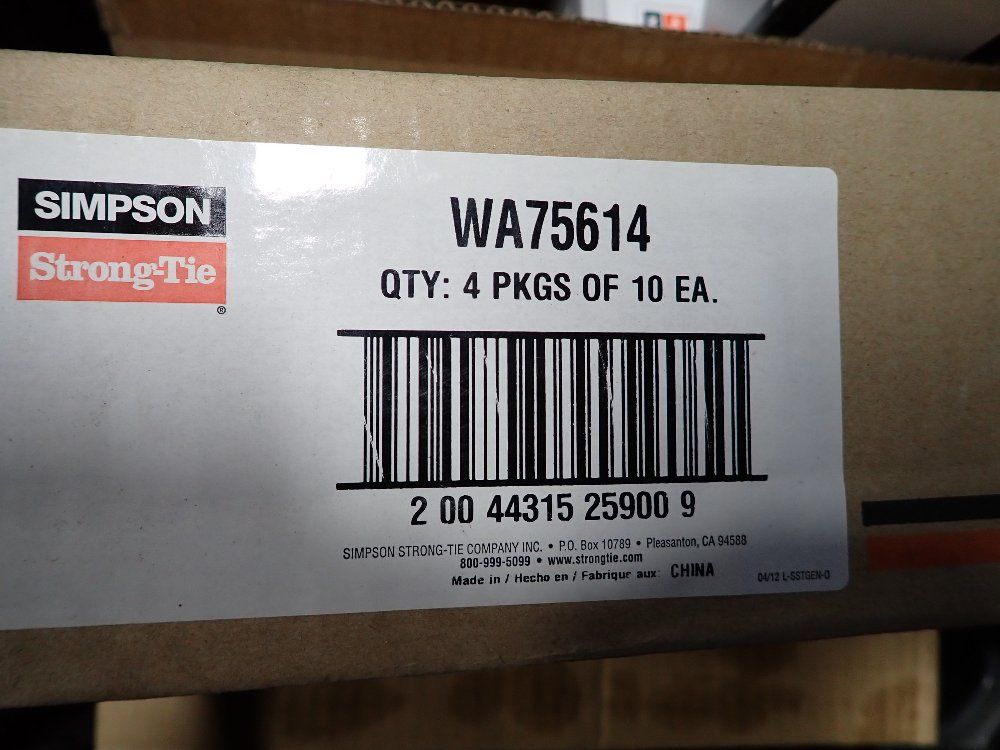 SIMPSON
Strong-Tie
®
WA75614
QTY: 4 PKGS OF 10 EA.
2 00 44315 25900 9
SIMPSON STRONG-TIE COMPANY INC. • P.O. Box 10789 • Pleasanton, CA 94588
800-999-5099 • www.strongtie.com
Made in / Hecho en / Fabrique aux: CHINA
04/12 L-SSTGEN-O